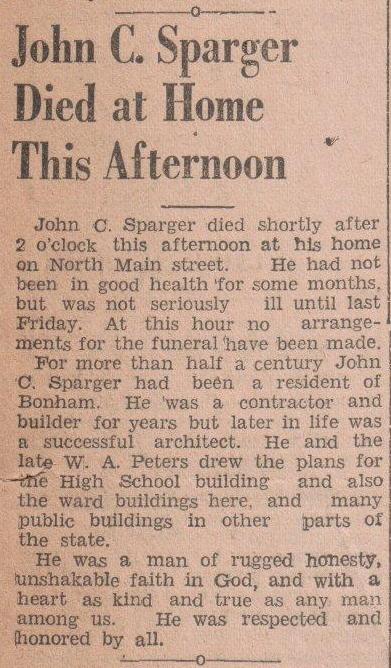 John C. Sparger
Died at Home
This Afternoon
John C. Sparger died shortly after
2 o'clock this afternoon at his home
on North Main street. He had not
been in good health for some months,
but was not seriously ill until last
Friday. At this hour no arrange-
ments for the funeral have been made.
For more than half a century John
C. Sparger had been a resident of
Bonham. He was a contractor and
builder for years but later in life was
a successful architect. He and the
late W. A. Peters drew the plans for
the High School building and also
the ward buildings here, and many
public buildings in other parts of
the state.
He was a man of rugged honesty,
unshakable faith in God, and with a
heart as kind and true as any man
among us. He was respected and
honored by all.